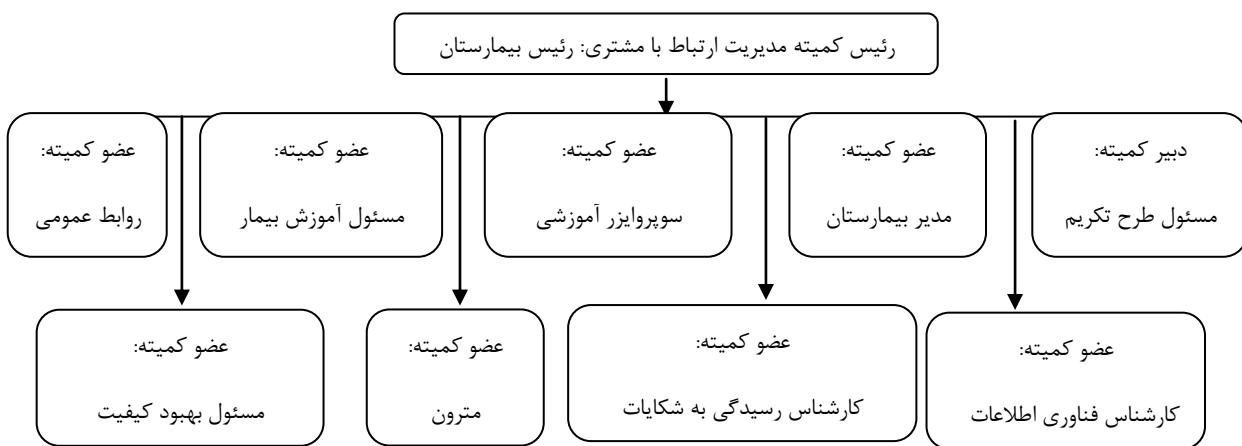 رئیس کمیته مدیریت ارتباط با مشتری: رئیس بیمارستان
دبیر کمیته:
مسئول طرح تکریم
عضو کمیته:
مدیر بیمارستان
عضو کمیته:
سوپروایزر آموزشی
عضو کمیته:
مسئول آموزش بیمار
عضو کمیته:
روابط عمومی
عضو کمیته:
کارشناس فناوری اطلاعات
عضو کمیته:
کارشناس رسیدگی به شکایات
عضو کمیته:
مترون
عضو کمیته:
مسئول بهبود کیفیت